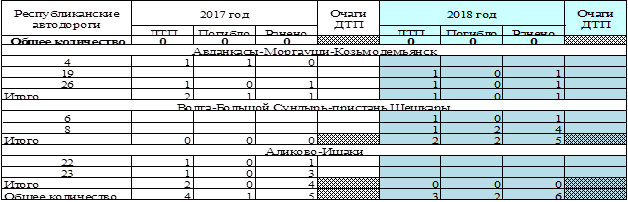 Республиканские автодороги 2017 год Очаги ДТП 2018 год Очаги ДТП
ДТП Погибло Ранено ДТП Погибло Ранено
Общее количество 0 0 0 0 0 0
Авданкасы-Моргауши-Козьмодемьянск
4 1 1 0
19 1 0 1
26 1 0 1 1 0 1
Итого 2 1 1 1 0 1
Волга-Большой Сундырь-пристань Шешкары
6 1 0 1
8 1 2 4
Итого 0 0 0 2 2 5
Аликово-Ишаки
22 1 0 1
23 1 0 3
Итого 2 0 4 0 0 0
Общее количество 4 1 5 3 2 6